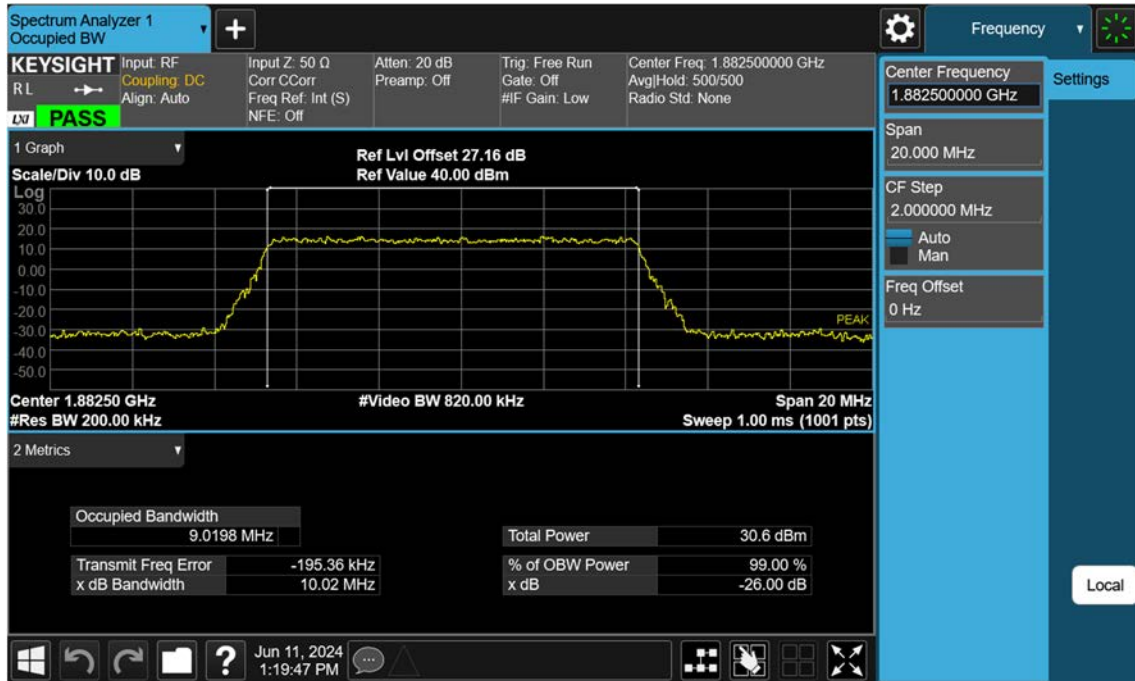 Spectrum Analyzer 1
Occupied BW
+
Frequency
KEYSIGHT
R L
LXI PASS
Input: RF
Coupling: DC
Align: Auto
Input Z: 50 Ω
Corr CCorr
Freq Ref: Int (S)
NFE: Off
Atten: 20 dB
Preamp: Off
Trig: Free Run
Gate: Off
#IF Gain: Low
Center Freq: 1.882500000 GHz
Avg|Hold: 500/500
Radio Std: None
Center Frequency
1.882500000 GHz
Settings
Span
20.000 MHz
CF Step
2.000000 MHz
Auto
Man
Freq Offset
0 Hz
Local
1 Graph
Scale/Div 10.0 dB
Ref Lvl Offset 27.16 dB
Ref Value 40.00 dBm
Log
30.0
20.0
10.0
0.00
-10.0
-20.0
-30.0
-40.0
-50.0
PEAK
Center 1.88250 GHz
#Video BW 820.00 kHz
Span 20 MHz
#Res BW 200.00 kHz
Sweep 1.00 ms (1001 pts)
2 Metrics
Occupied Bandwidth
9.0198 MHz
Total Power 30.6 dBm
Transmit Freq Error -195.36 kHz
% of OBW Power 99.00 %
x dB Bandwidth 10.02 MHz
x dB -26.00 dB
?
Jun 11, 2024
1:19:47 PM